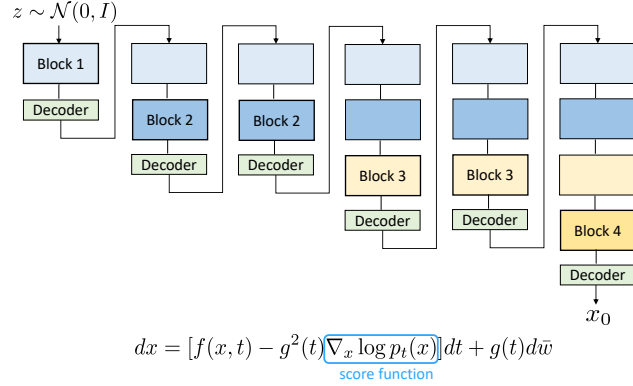 z ∼ 𝒩(0, I)
Block 1
Decoder
Block 2
Decoder
Block 2
Decoder
Block 3
Decoder
Block 3
Decoder
Block 4
Decoder
x₀
dx = [f(x, t) − g²(t)∇ₓ log pₜ(x)]dt + g(t)dw̄
score function